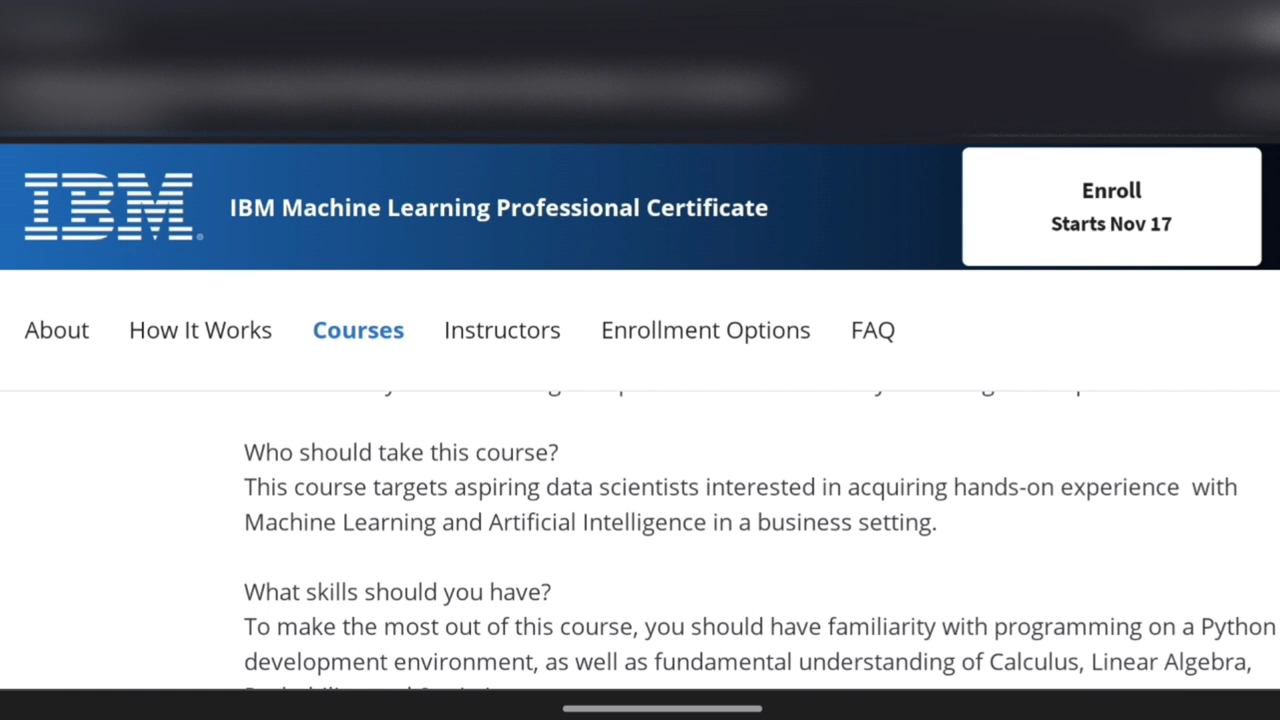 IBM
IBM Machine Learning Professional Certificate
Enroll
Starts Nov 17
About How It Works Courses Instructors Enrollment Options FAQ
Who should take this course?
This course targets aspiring data scientists interested in acquiring hands-on experience with
Machine Learning and Artificial Intelligence in a business setting.
What skills should you have?
To make the most out of this course, you should have familiarity with programming on a Python
development environment, as well as fundamental understanding of Calculus, Linear Algebra,